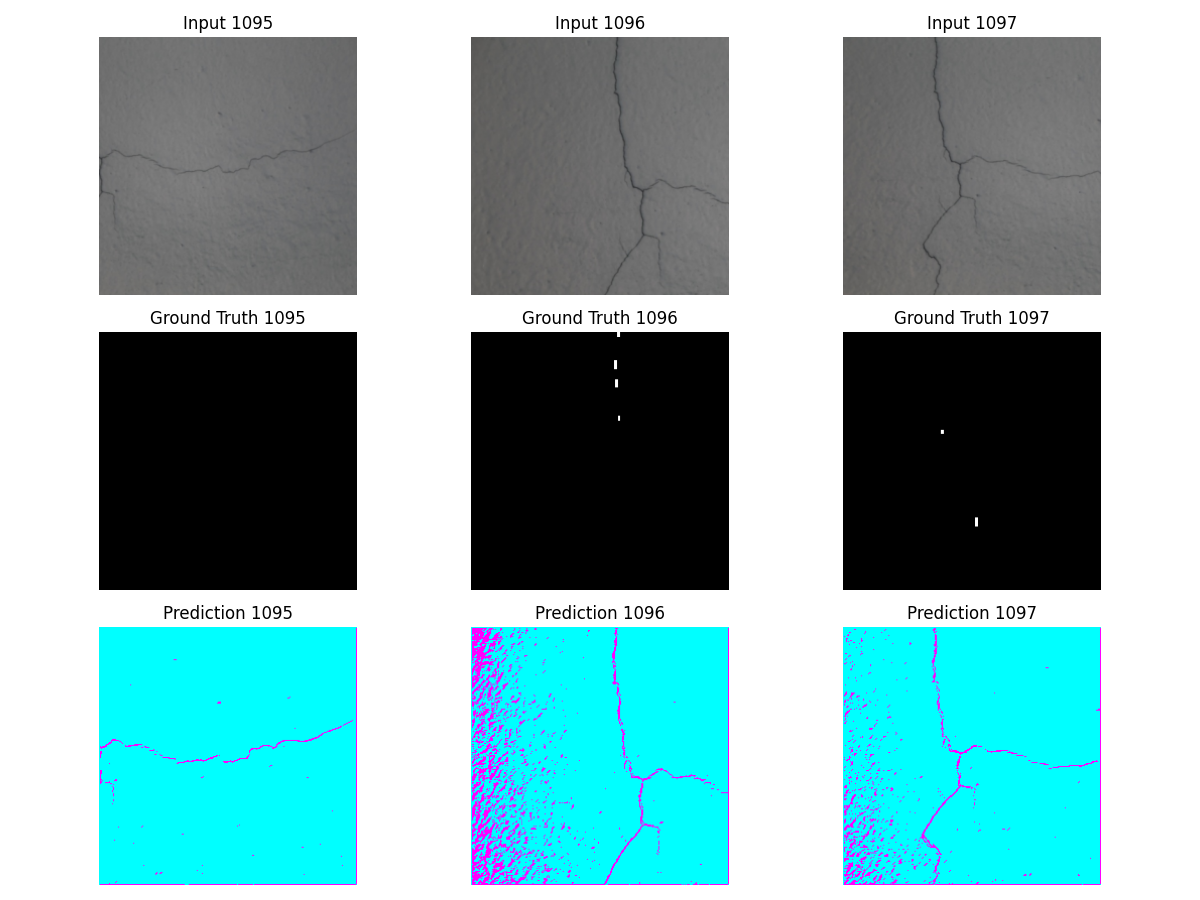 Input 1095
Input 1096
Input 1097
Ground Truth 1095
Ground Truth 1096
Ground Truth 1097
Prediction 1095
Prediction 1096
Prediction 1097